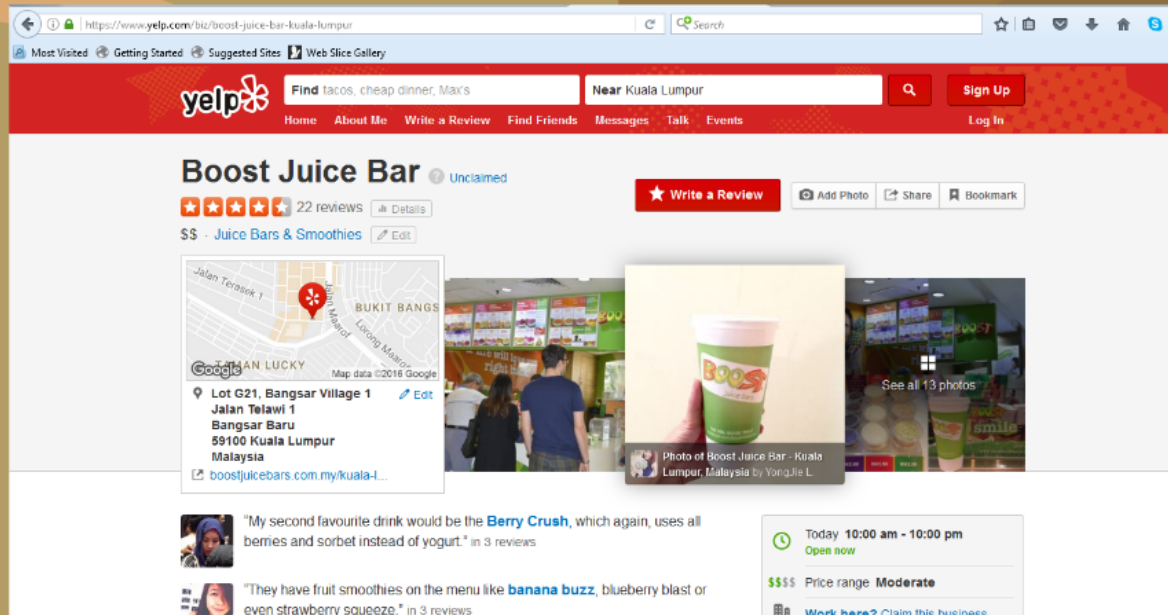 https://www.yelp.com/biz/boost-juice-bar-kuala-lumpur
Search
Most Visited Getting Started Suggested Sites Web Slice Gallery
yelp
Find tacos, cheap dinner, Max's
Near Kuala Lumpur
Sign Up
Home About Me Write a Review Find Friends Messages Talk Events
Log In
Boost Juice Bar Unclaimed
22 reviews Details
Write a Review Add Photo Share Bookmark
$$ · Juice Bars & Smoothies Edit
Jalan Terasek 1
Jalan Maarof
BUKIT BANGS
Lorong Maarof
TAMAN LUCKY
Google
Map data ©2016 Google
Lot G21, Bangsar Village 1 Edit
Jalan Telawi 1
Bangsar Baru
59100 Kuala Lumpur
Malaysia
boostjuicebars.com.my/kuala-l...
BOOST
juice bars
Photo of Boost Juice Bar - Kuala
Lumpur, Malaysia by YongJie L.
BOOST
See all 13 photos
smile
"My second favourite drink would be the Berry Crush, which again, uses all
berries and sorbet instead of yogurt." in 3 reviews
"They have fruit smoothies on the menu like banana buzz, blueberry blast or
even strawberry squeeze." in 3 reviews
Today 10:00 am - 10:00 pm
Open now
$$$$ Price range Moderate
Work here? Claim this business